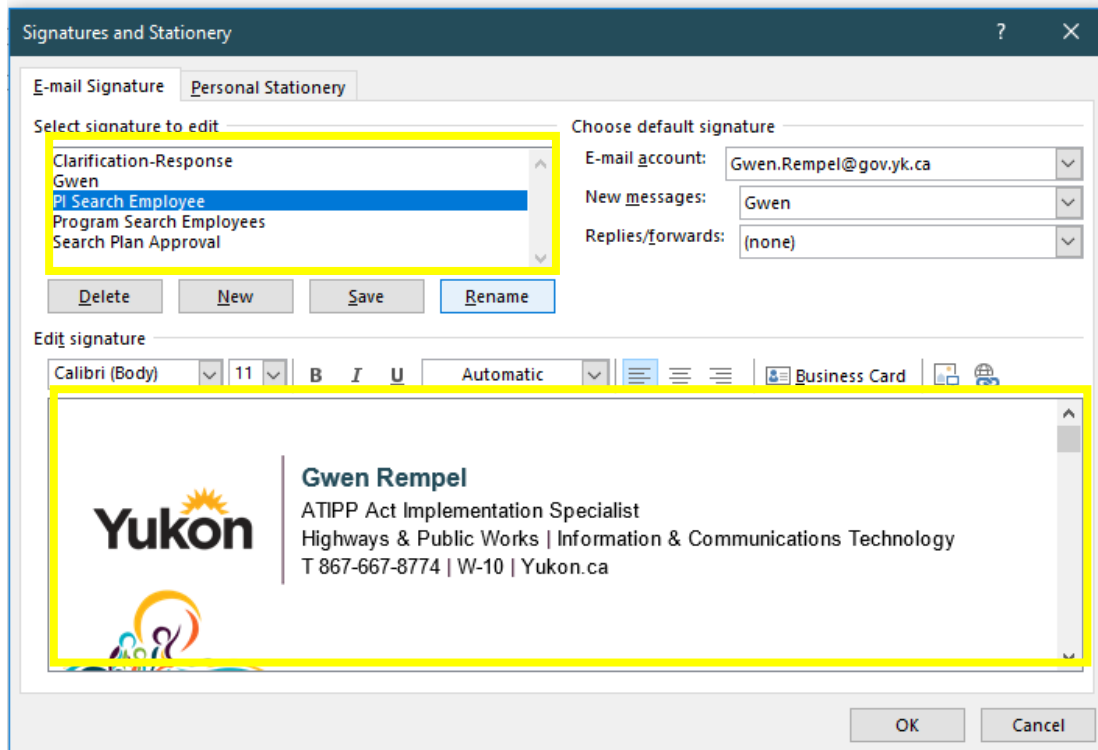 Signatures and Stationery
?
E-mail Signature
Personal Stationery
Select signature to edit
Clarification-Response
Gwen
PI Search Employee
Program Search Employees
Search Plan Approval
Delete
New
Save
Rename
Choose default signature
E-mail account: Gwen.Rempel@gov.yk.ca
New messages: Gwen
Replies/forwards: (none)
Edit signature
Calibri (Body) 11 B I U Automatic Business Card
Yukon
Gwen Rempel
ATIPP Act Implementation Specialist
Highways & Public Works | Information & Communications Technology
T 867-667-8774 | W-10 | Yukon.ca
OK
Cancel